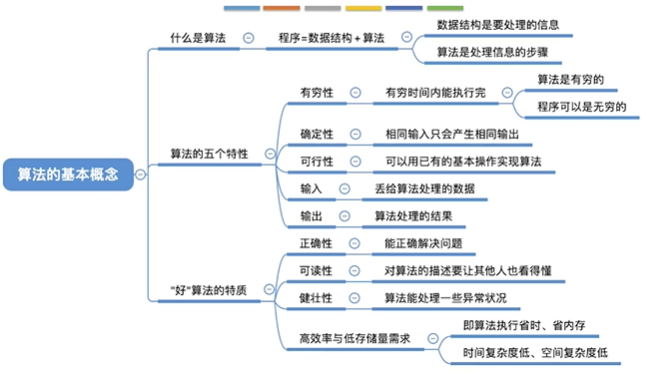 算法的基本概念
什么是算法
程序=数据结构+算法
数据结构是要处理的信息
算法是处理信息的步骤
算法的五个特性
有穷性
有穷时间内能执行完
算法是有穷的
程序可以是无穷的
确定性
相同输入只会产生相同输出
可行性
可以用已有的基本操作实现算法
输入
丢给算法处理的数据
输出
算法处理的结果
"好"算法的特质
正确性
能正确解决问题
可读性
对算法的描述要让其他人也看得懂
健壮性
算法能处理一些异常状况
高效率与低存储量需求
即算法执行省时、省内存
时间复杂度低、空间复杂度低